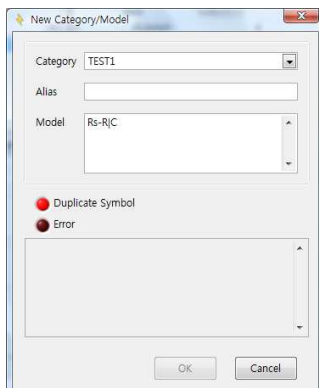 New Category/Model
Category TEST1
Alias
Model Rs-R|C
Duplicate Symbol
Error
OK Cancel